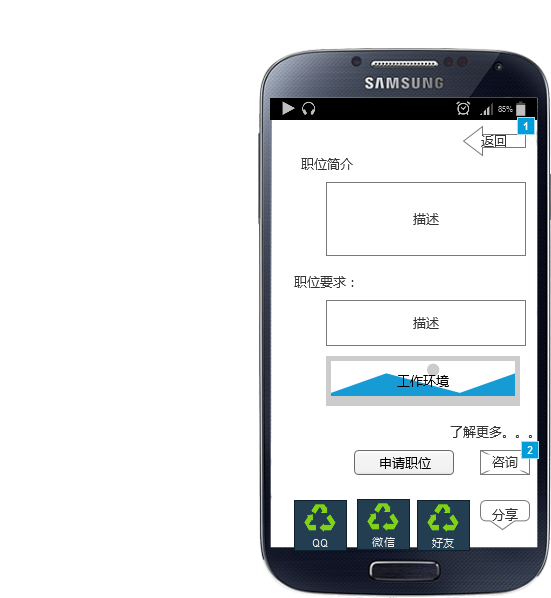 SAMSUNG
85%
1
返回
职位简介
描述
职位要求：
描述
工作环境
了解更多。。。
2
申请职位
咨询
分享
QQ
微信
好友